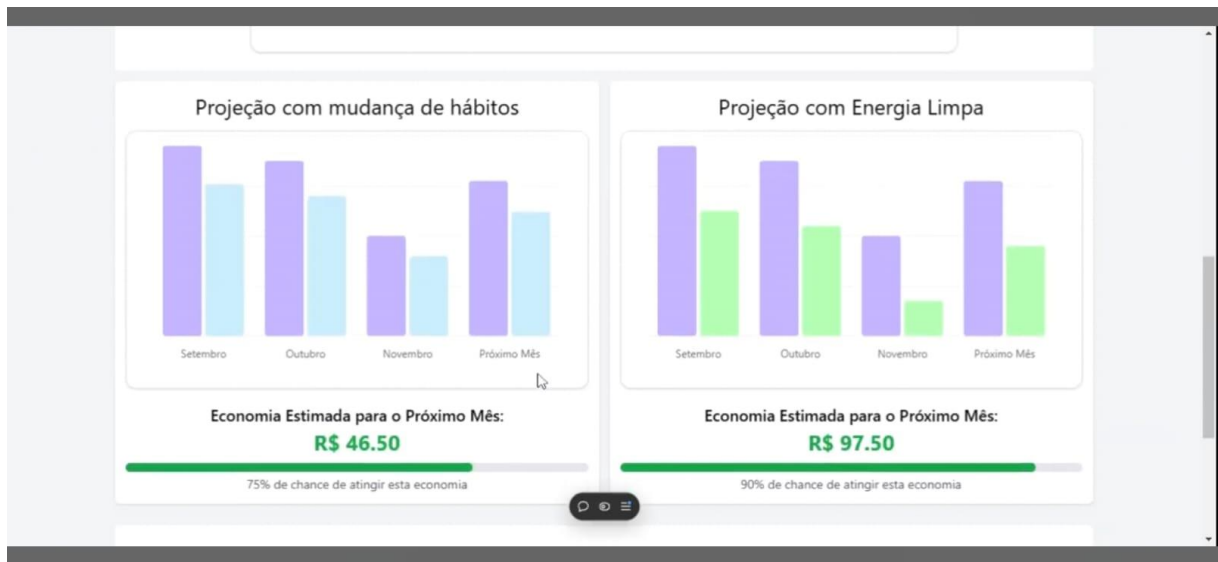 Projeção com mudança de hábitos
Setembro Outubro Novembro Próximo Mês
Economia Estimada para o Próximo Mês:
R$ 46.50
75% de chance de atingir esta economia
Projeção com Energia Limpa
Setembro Outubro Novembro Próximo Mês
Economia Estimada para o Próximo Mês:
R$ 97.50
90% de chance de atingir esta economia